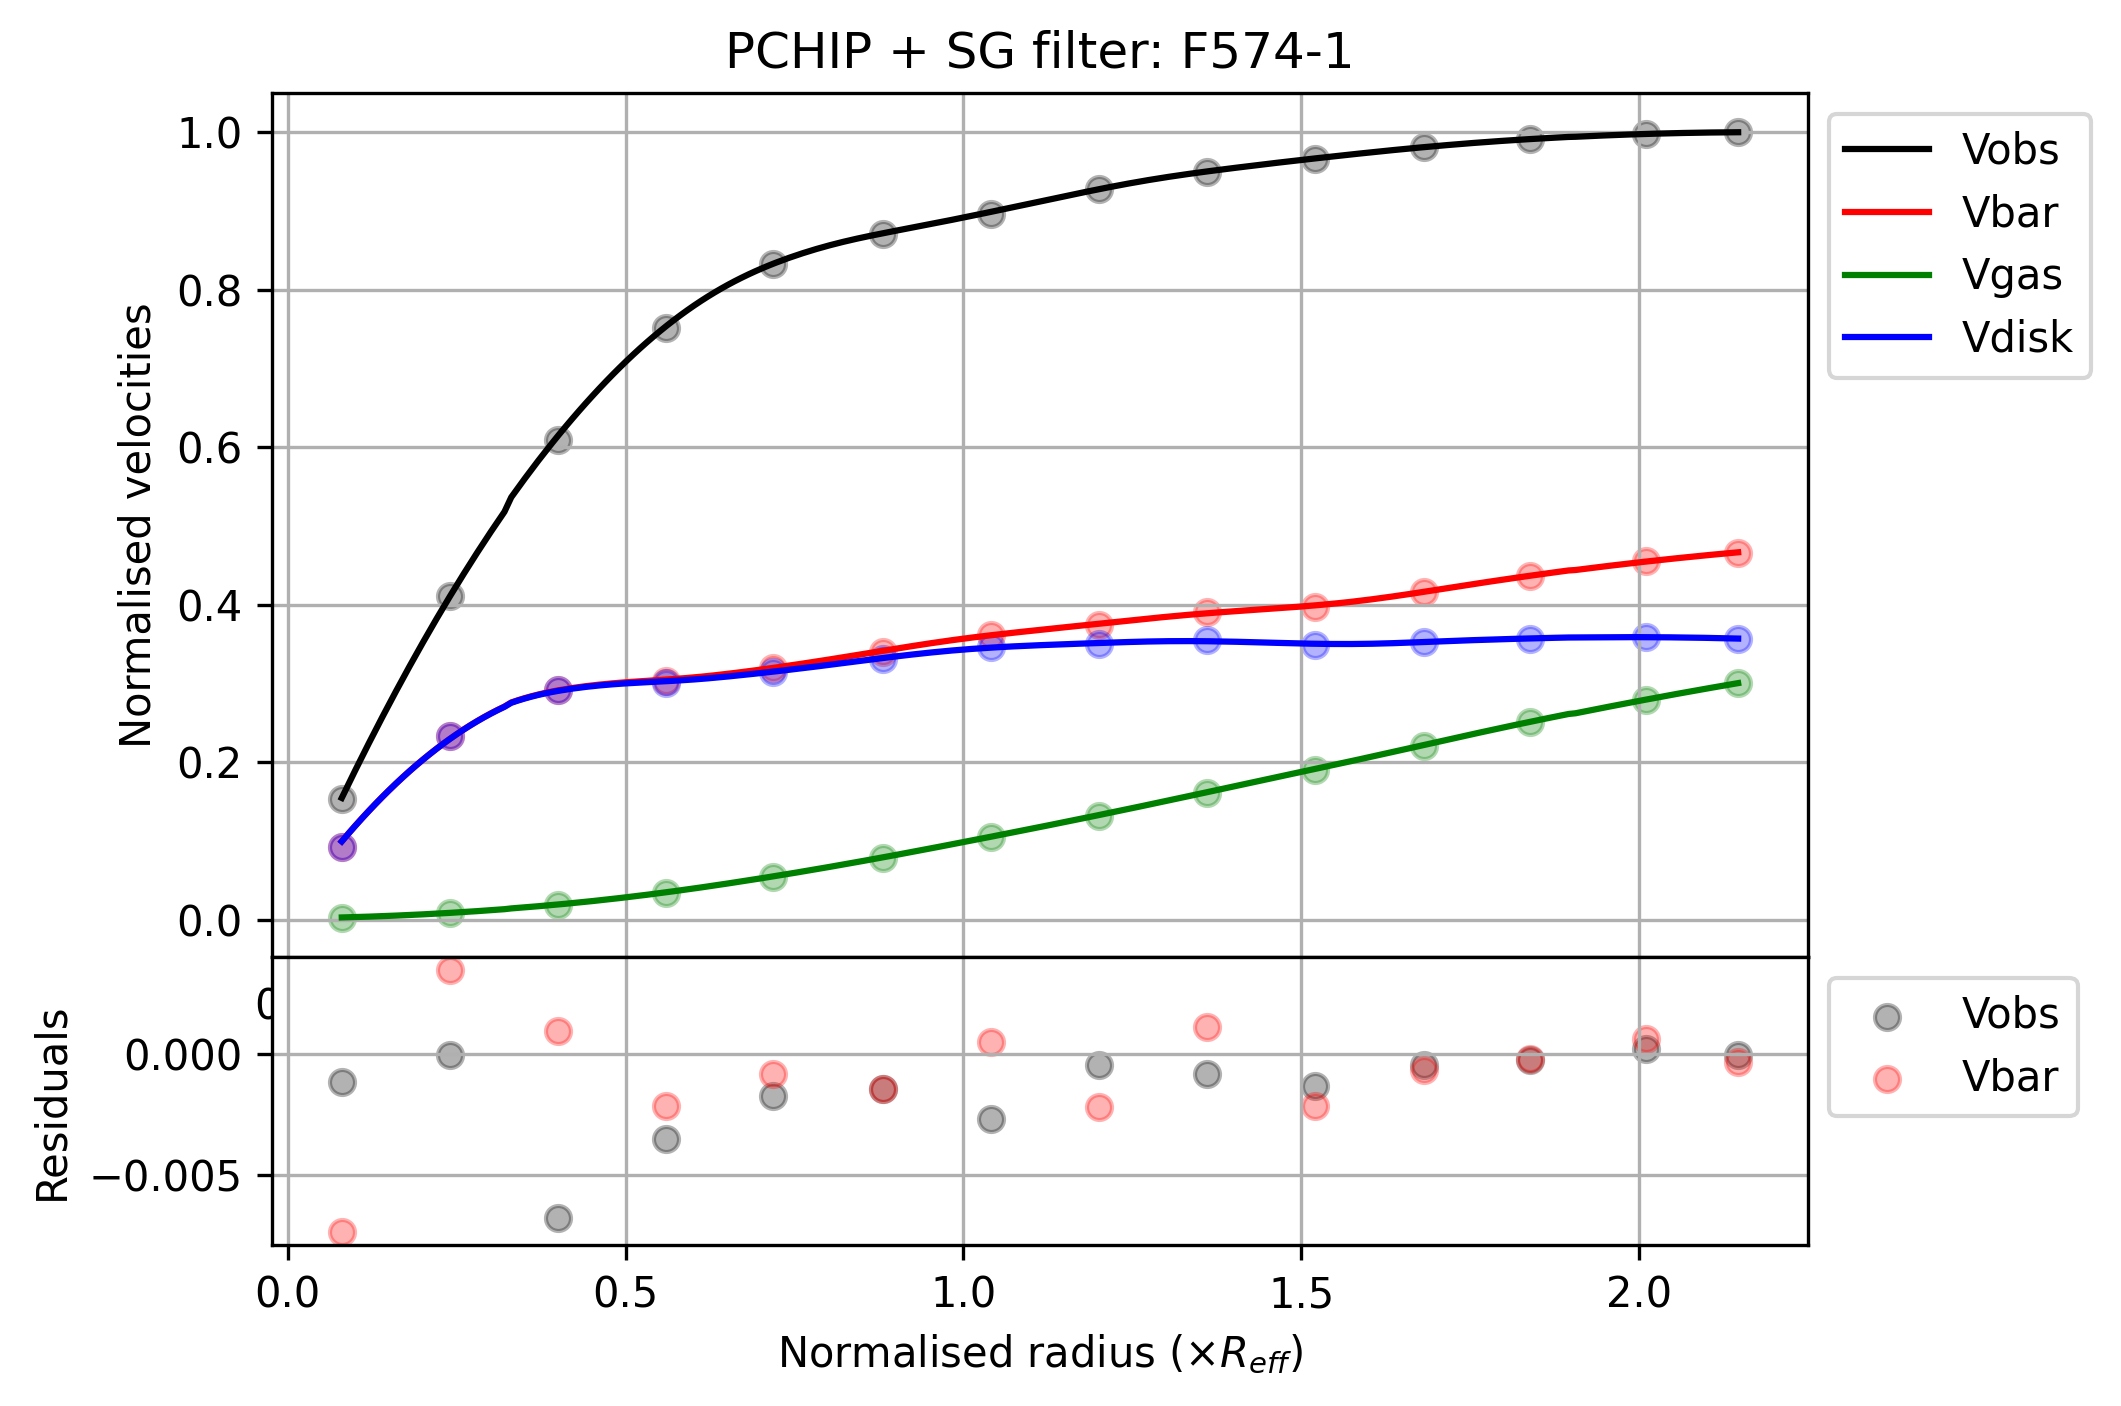 PCHIP + SG filter: F574-1
1.0
0.8
0.6
0.4
0.2
0.0
Normalised velocities
Vobs
Vbar
Vgas
Vdisk
0.000
−0.005
Residuals
Vobs
Vbar
0.0 0.5 1.0 1.5 2.0
Normalised radius (×R_eff)